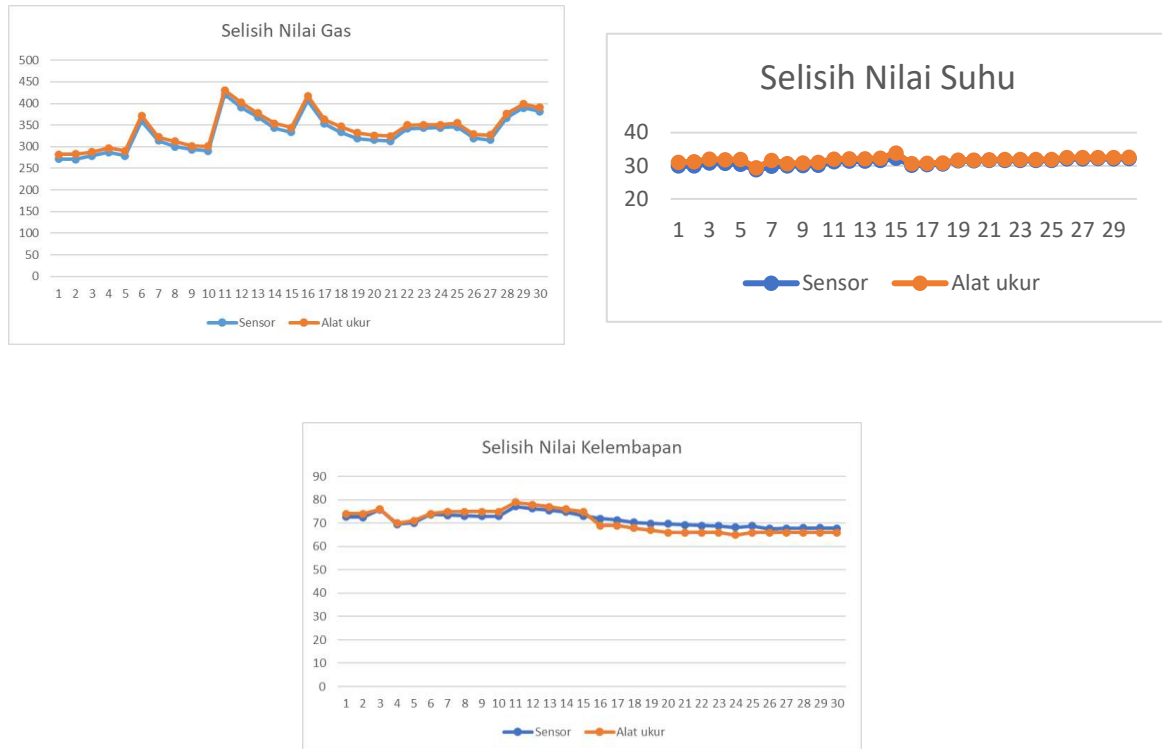 Selisih Nilai Gas
500
450
400
350
300
250
200
150
100
50
0
1 2 3 4 5 6 7 8 9 10 11 12 13 14 15 16 17 18 19 20 21 22 23 24 25 26 27 28 29 30
Sensor Alat ukur
Selisih Nilai Suhu
40
30
20
1 3 5 7 9 11 13 15 17 19 21 23 25 27 29
Sensor Alat ukur
Selisih Nilai Kelembapan
90
80
70
60
50
40
30
20
10
0
1 2 3 4 5 6 7 8 9 10 11 12 13 14 15 16 17 18 19 20 21 22 23 24 25 26 27 28 29 30
Sensor Alat ukur